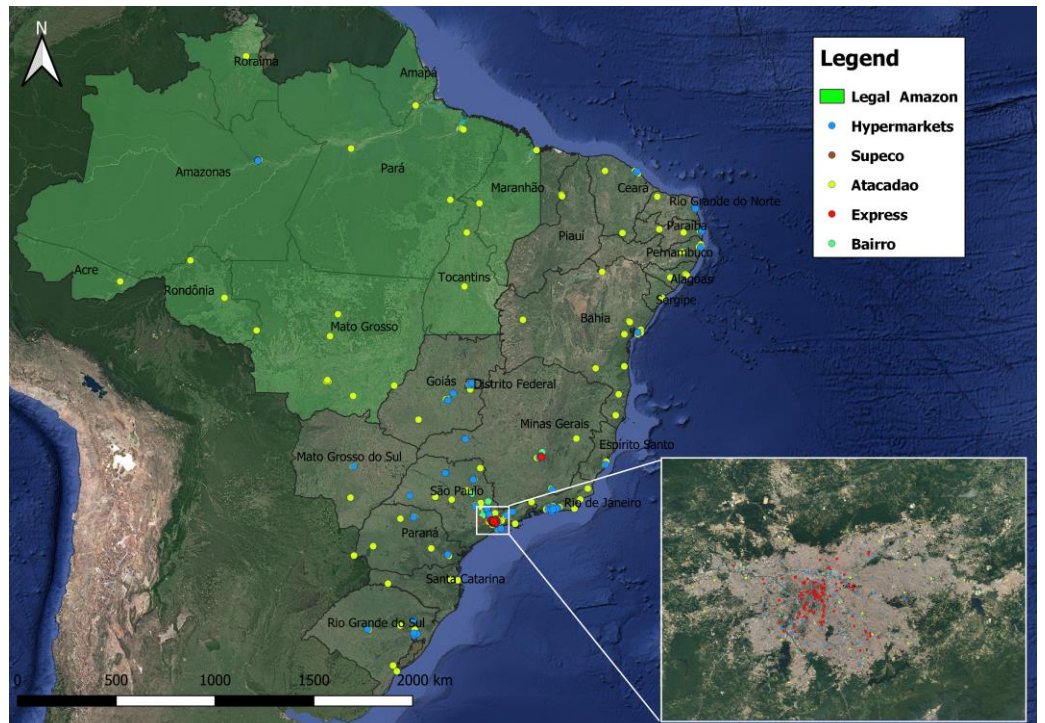 N
Roraima
Amapá
Amazonas
Pará
Maranhão
Ceará
Rio Grande do Norte
Paraíba
Piauí
Pernambuco
Acre
Rondônia
Tocantins
Alagoas
Sergipe
Mato Grosso
Bahia
Goiás
Distrito Federal
Minas Gerais
Espírito Santo
Mato Grosso do Sul
São Paulo
Rio de Janeiro
Paraná
Santa Catarina
Rio Grande do Sul
0 500 1000 1500 2000 km
Legend
Legal Amazon
Hypermarkets
Supeco
Atacadao
Express
Bairro